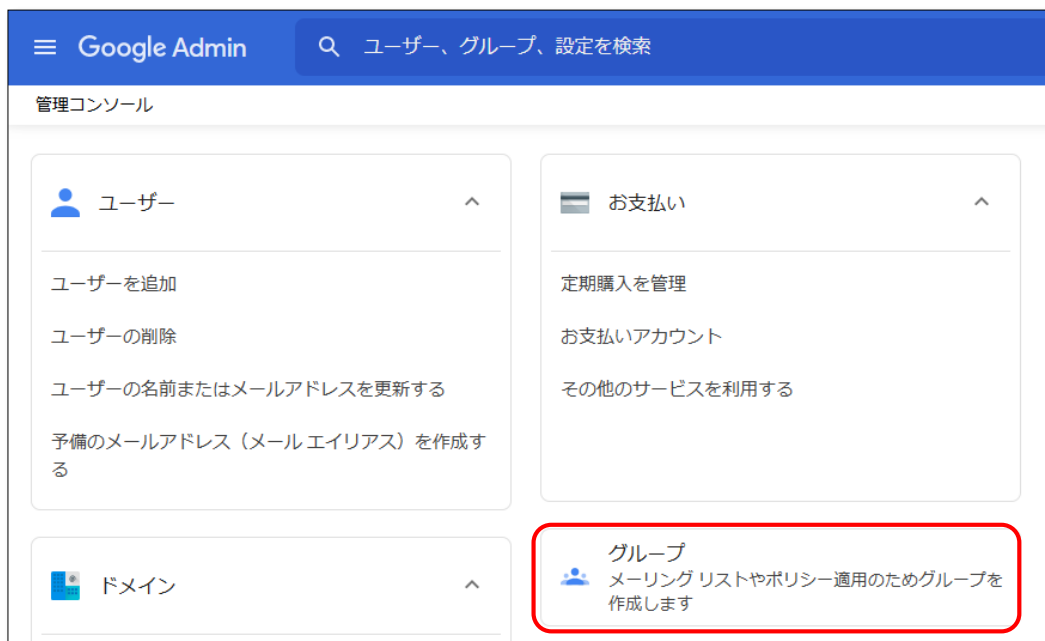 Google Admin
ユーザー、グループ、設定を検索
管理コンソール
ユーザー
ユーザーを追加
ユーザーの削除
ユーザーの名前またはメールアドレスを更新する
予備のメールアドレス（メール エイリアス）を作成す
る
お支払い
定期購入を管理
お支払いアカウント
その他のサービスを利用する
ドメイン
グループ
メーリング リストやポリシー適用のためグループを
作成します